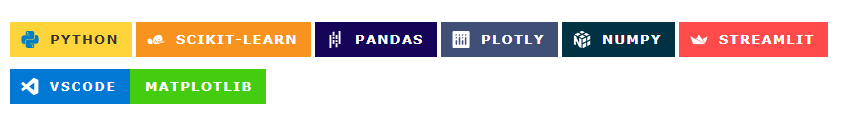 PYTHON SCIKIT-LEARN PANDAS PLOTLY NUMPY STREAMLIT
VSCODE MATPLOTLIB